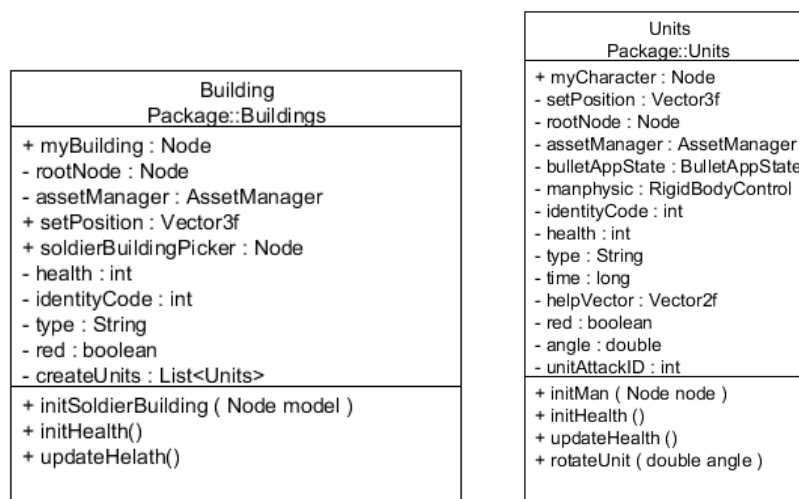 Building
Package::Buildings
+ myBuilding : Node
- rootNode : Node
- assetManager : AssetManager
+ setPosition : Vector3f
+ soldierBuildingPicker : Node
- health : int
- identityCode : int
- type : String
- red : boolean
- createUnits : List<Units>
+ initSoldierBuilding ( Node model )
+ initHealth()
+ updateHelath()
Units
Package::Units
+ myCharacter : Node
- setPosition : Vector3f
- rootNode : Node
- assetManager : AssetManager
- bulletAppState : BulletAppState
- manphysic : RigidBodyControl
- identityCode : int
- health : int
- type : String
- time : long
- helpVector : Vector2f
- red : boolean
- angle : double
- unitAttackID : int
+ initMan ( Node node )
+ initHealth ()
+ updateHealth ()
+ rotateUnit ( double angle )